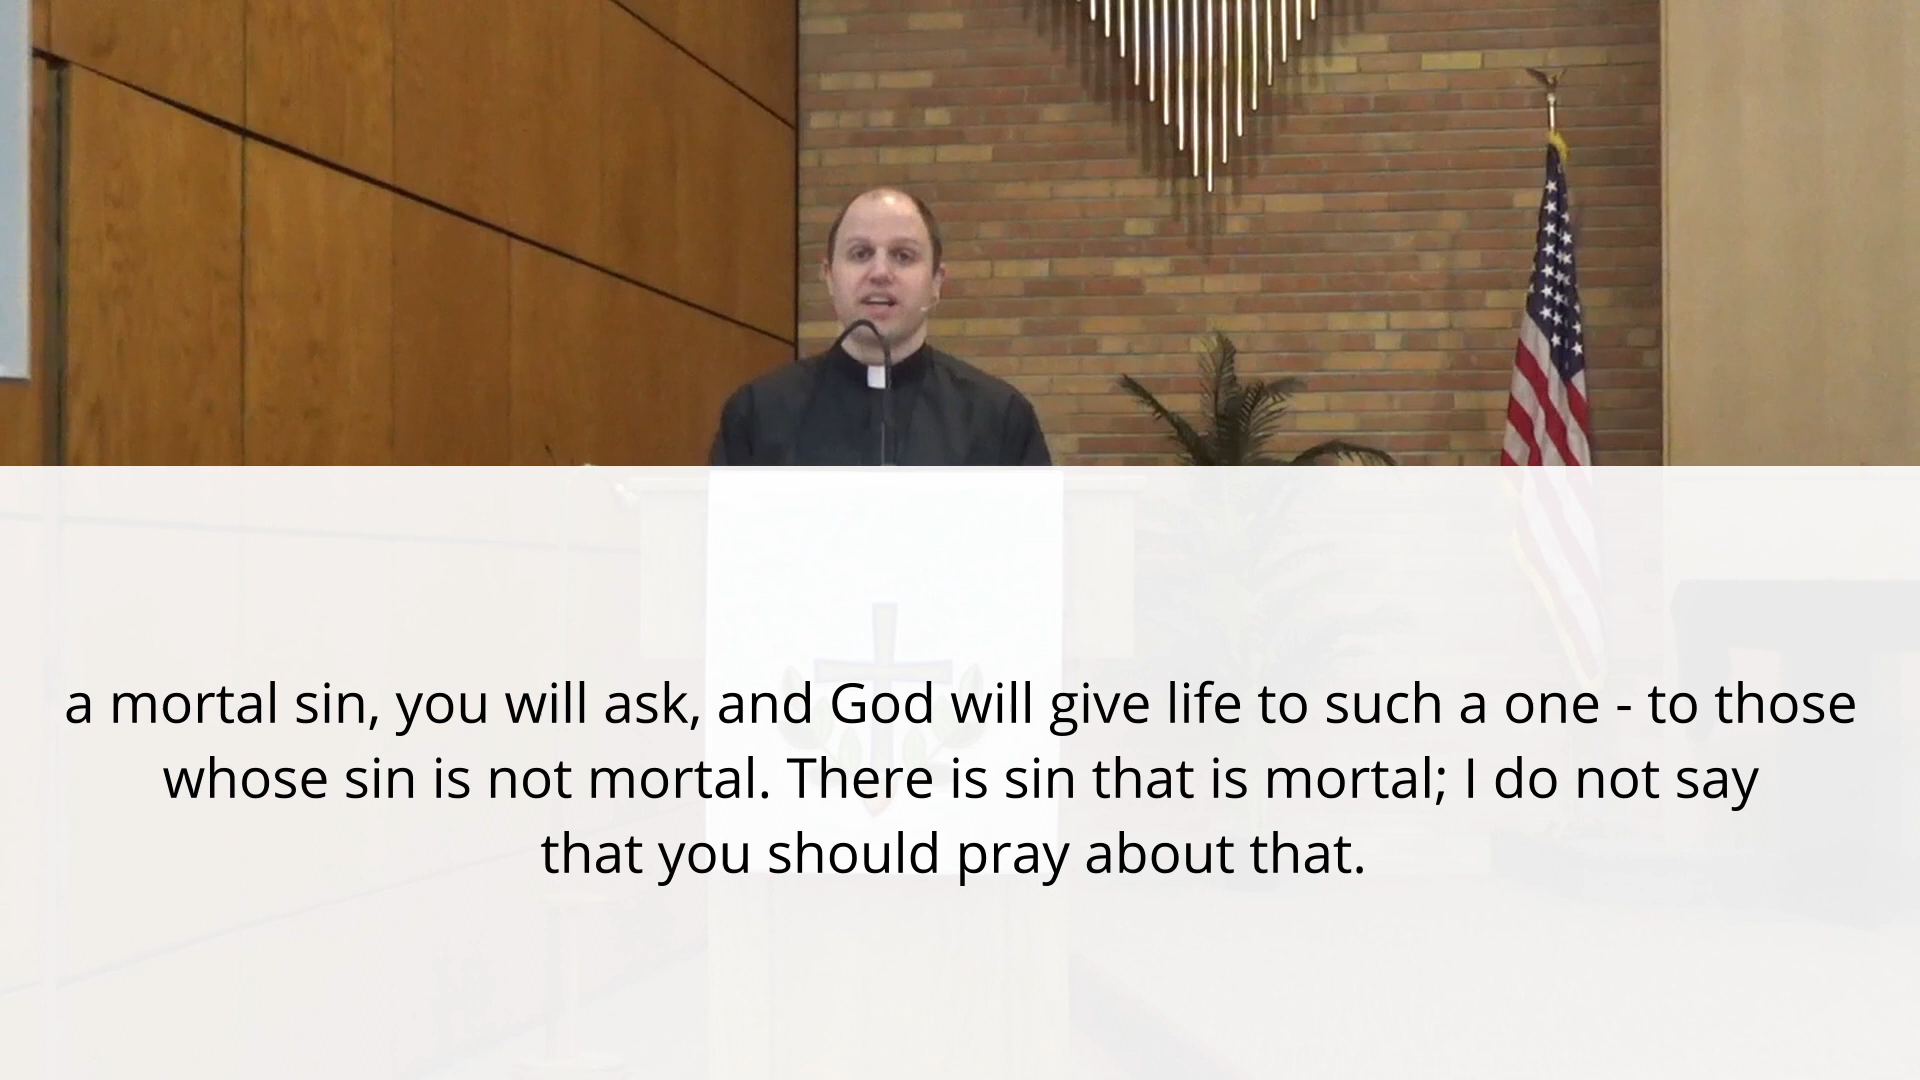 a mortal sin, you will ask, and God will give life to such a one - to those
whose sin is not mortal. There is sin that is mortal; I do not say
that you should pray about that.